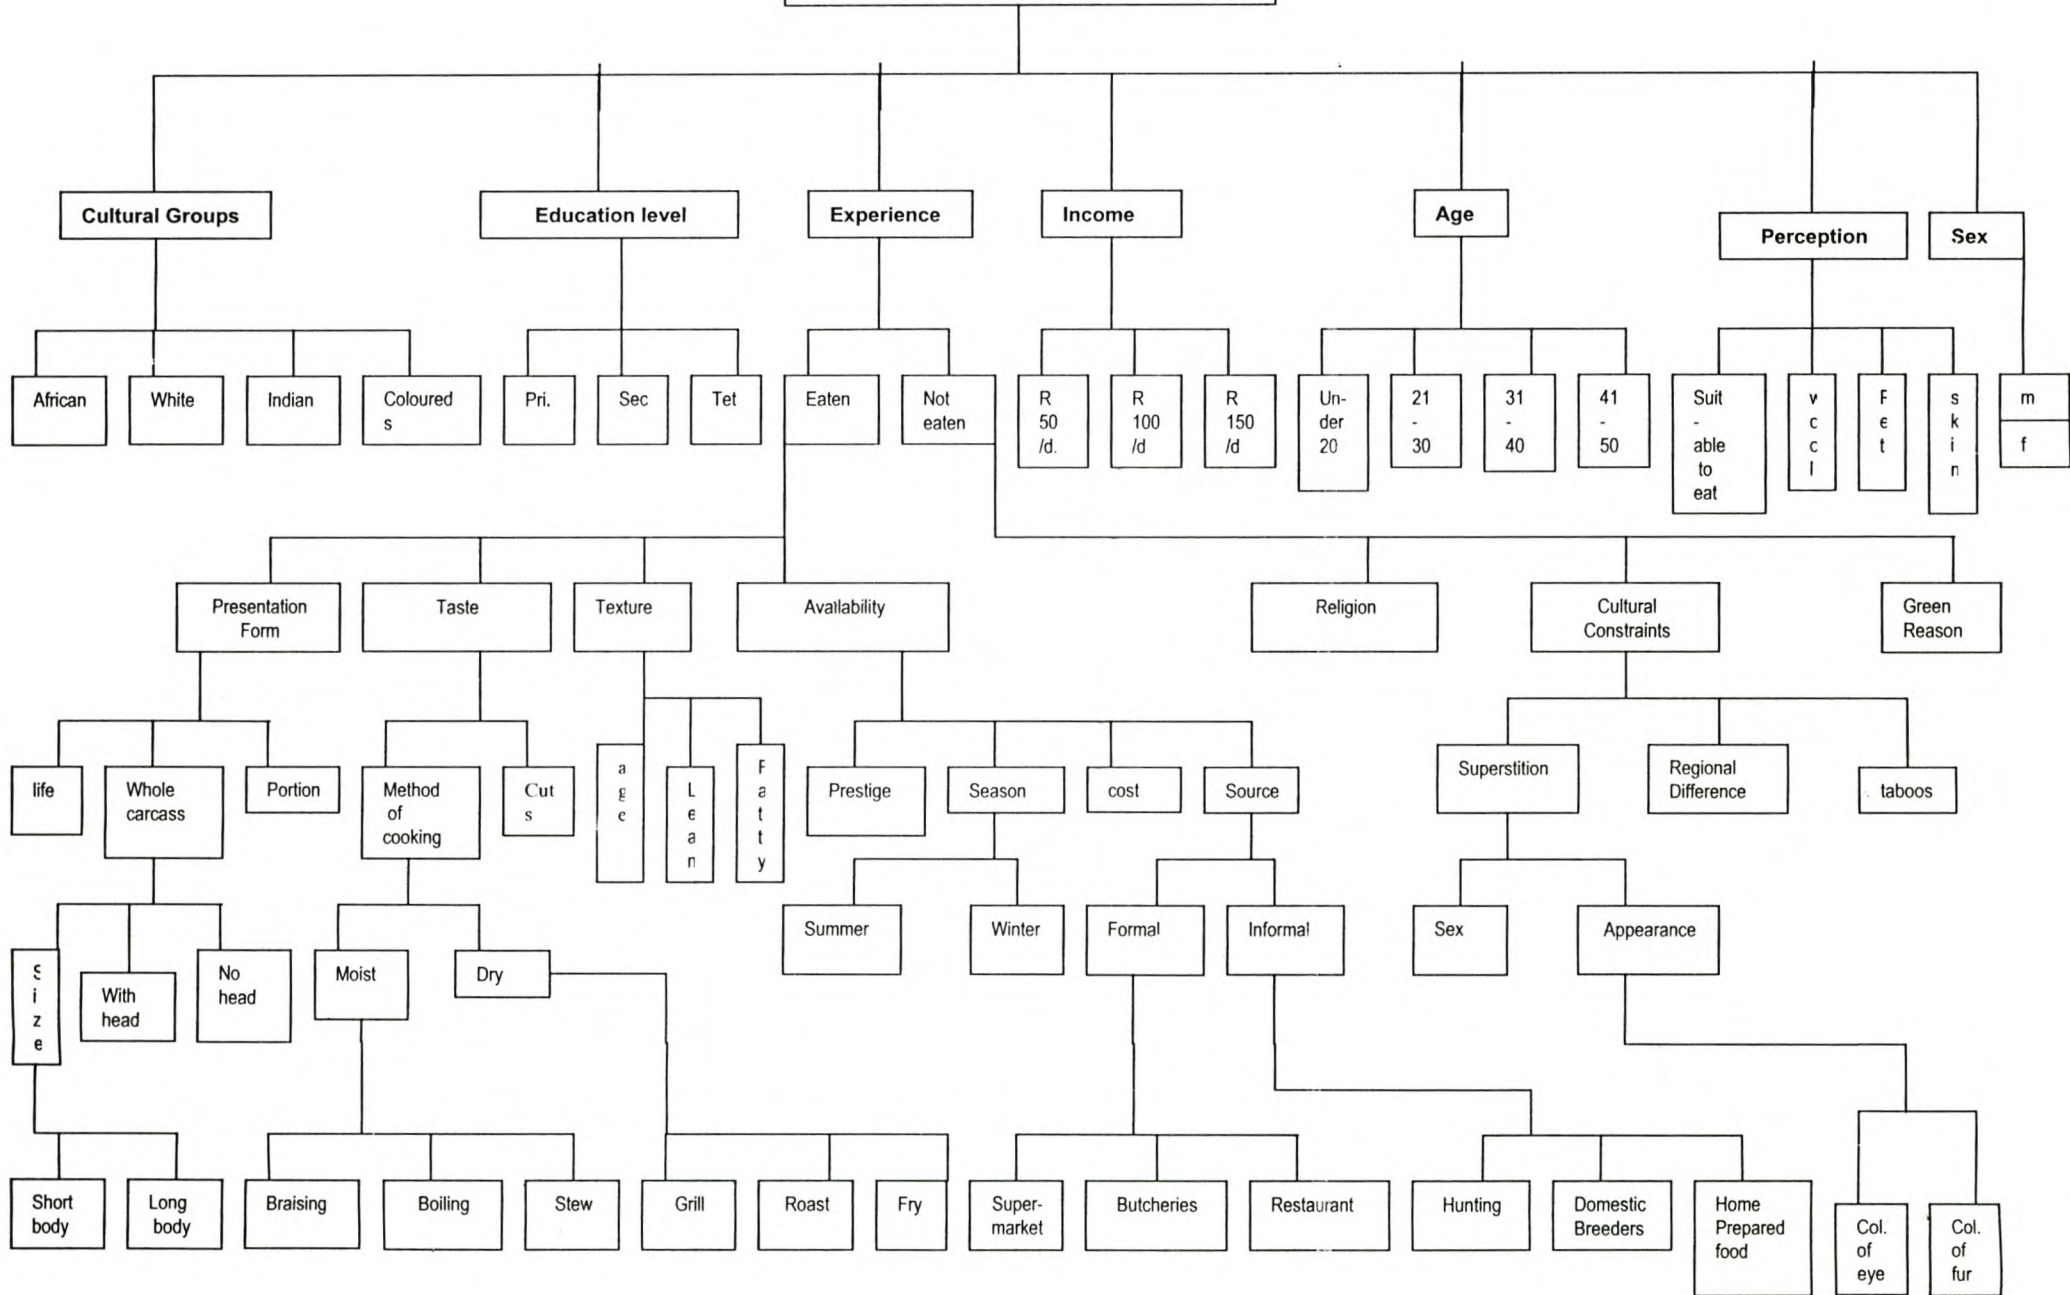 Cultural Groups
Education level
Experience
Income
Age
Perception
Sex
African
White
Indian
Coloured
s
Pri.
Sec
Tet
Eaten
Not
eaten
R
50
/d.
R
100
/d
R
150
/d
Un-
der
20
21
-
30
31
-
40
41
-
50
Suit
-
able
to
eat
s
k
i
n
m
f
Presentation
Form
Taste
Texture
Availability
Religion
Cultural
Constraints
Green
Reason
life
Whole
carcass
Portion
Method
of
cooking
Cut
s
a
g
e
L
e
a
n
F
a
t
t
y
Prestige
Season
cost
Source
Superstition
Regional
Difference
taboos
Summer
Winter
Formal
Informal
Sex
Appearance
S
i
z
e
With
head
No
head
Moist
Dry
Short
body
Long
body
Braising
Boiling
Stew
Grill
Roast
Fry
Super-
market
Butcheries
Restaurant
Hunting
Domestic
Breeders
Home
Prepared
food
Col.
of
eye
Col.
of
fur